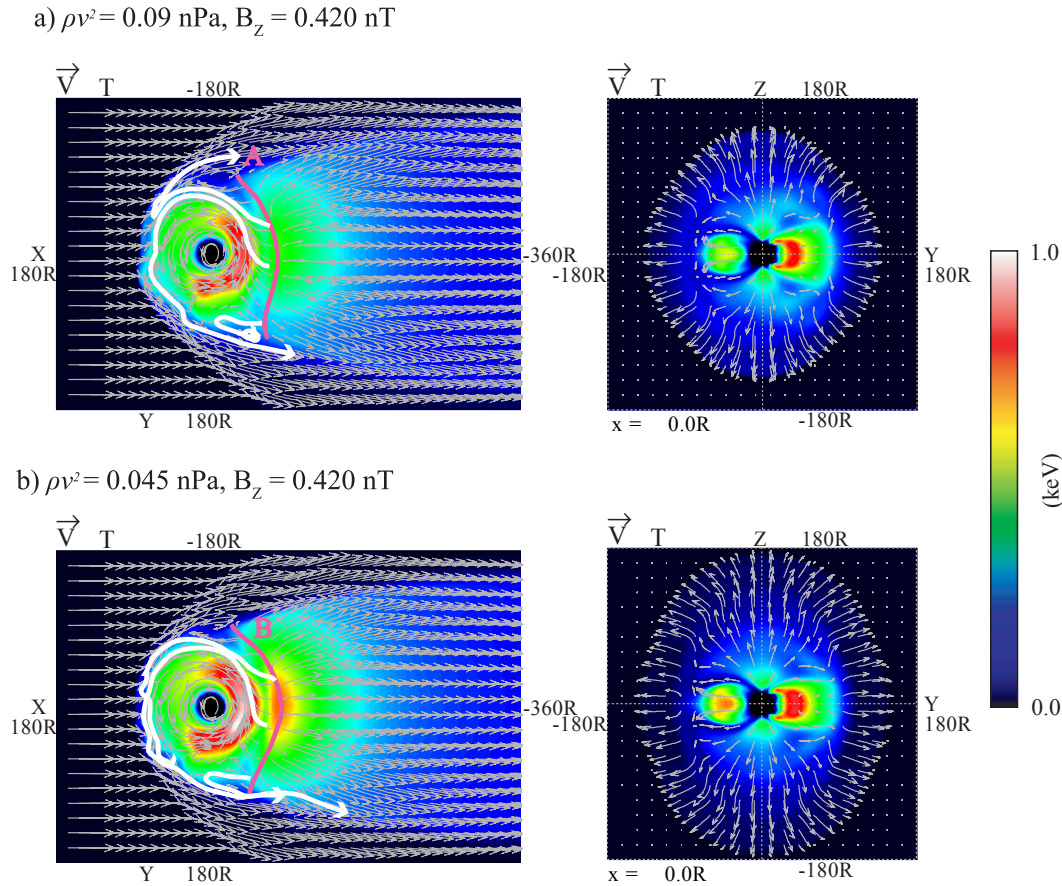 a) ρv² = 0.09 nPa, B_Z = 0.420 nT
V T -180R
A
X
180R
-360R
Y 180R
V T Z 180R
-180R
Y
180R
x = 0.0R -180R
1.0
(keV)
0.0
b) ρv² = 0.045 nPa, B_Z = 0.420 nT
V T -180R
B
X
180R
-360R
Y 180R
V T Z 180R
-180R
Y
180R
x = 0.0R -180R